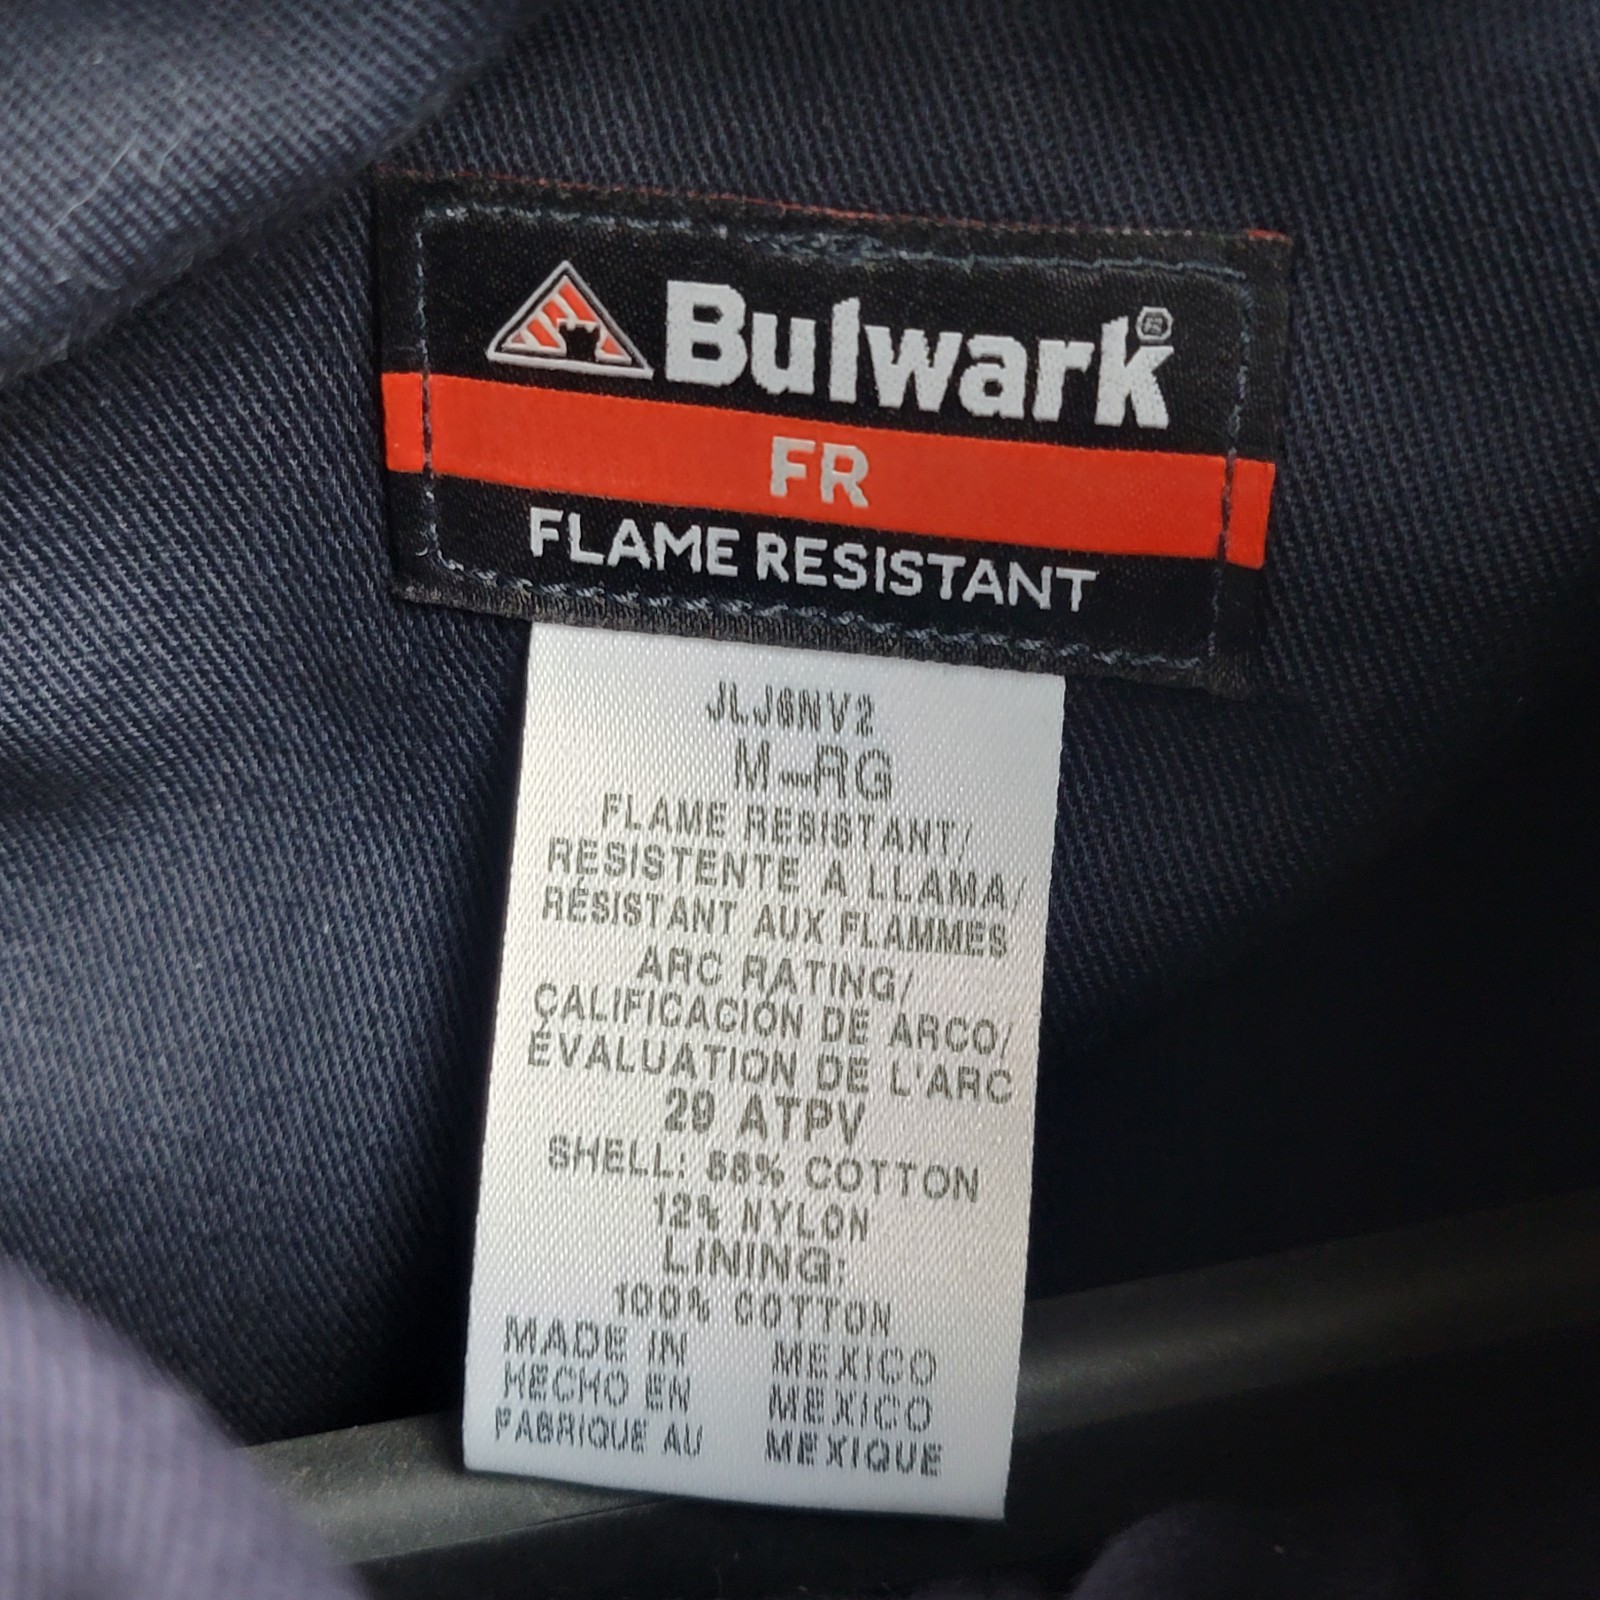 Bulwark®
FR
FLAME RESISTANT
JLJ6NV2
M-RG
FLAME RESISTANT/
RESISTENTE A LLAMA/
RÉSISTANT AUX FLAMMES
ARC RATING/
CALIFICACIÓN DE ARCO/
ÉVALUATION DE L'ARC
29 ATPV
SHELL: 88% COTTON
12% NYLON
LINING:
100% COTTON
MADE IN MEXICO
HECHO EN MEXICO
FABRIQUE AU MEXIQUE